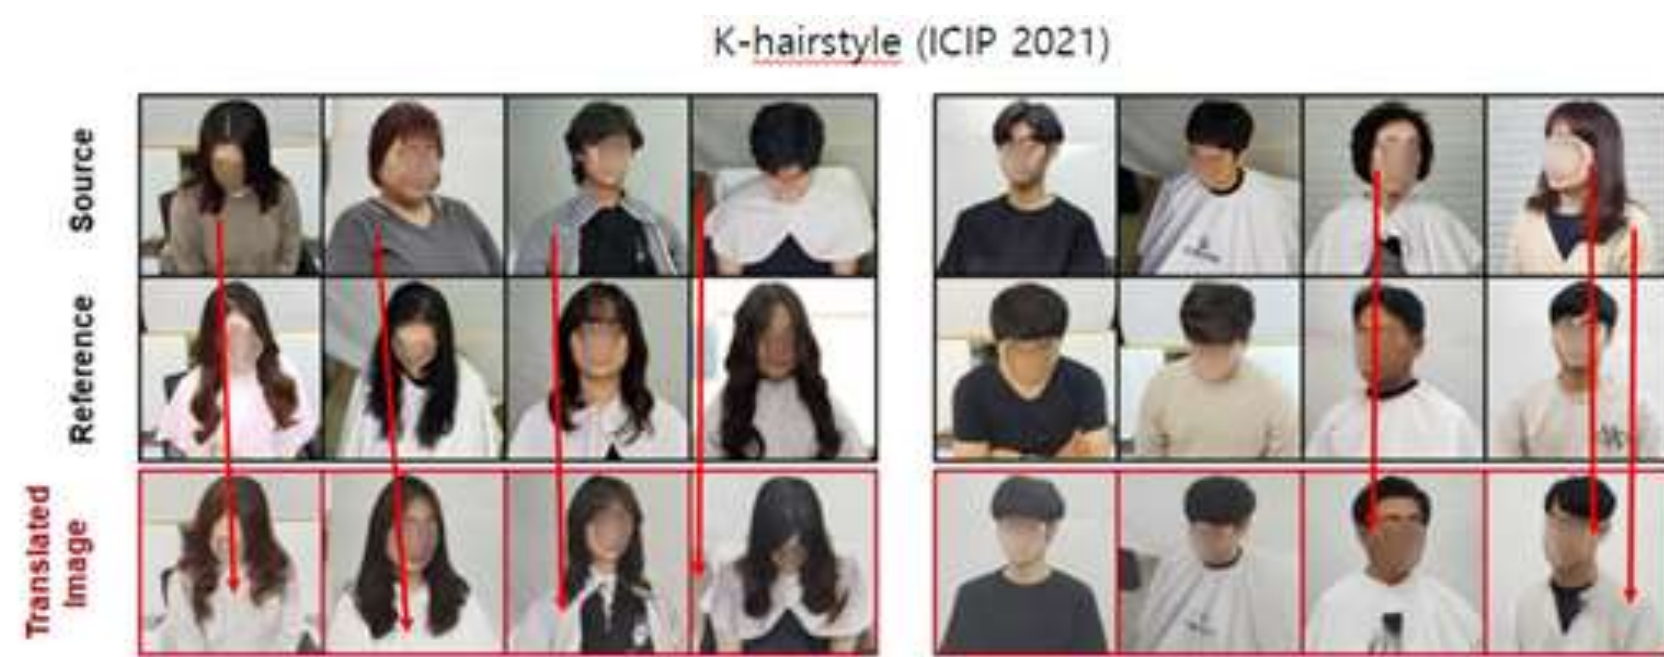 K-hairstyle (ICIP 2021)
Source
Reference
Translated
Image